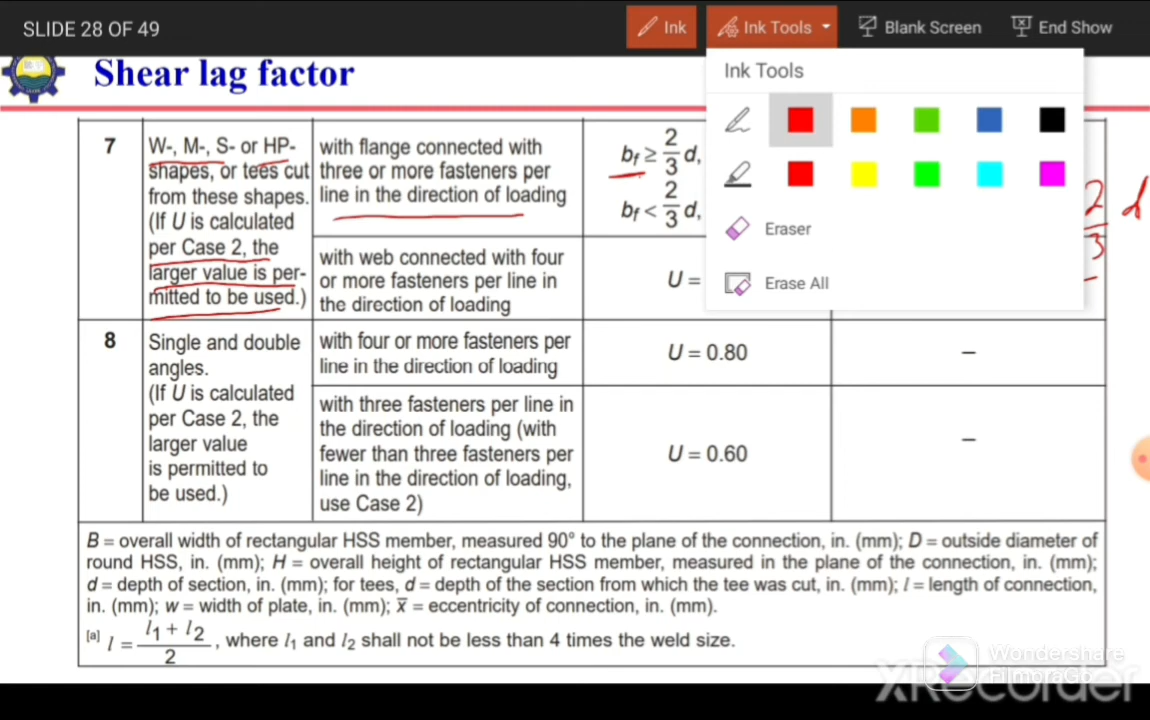 SLIDE 28 OF 49
Ink
Ink Tools
Blank Screen
End Show
Shear lag factor
Ink Tools
Eraser
Erase All
7
W-, M-, S- or HP-
shapes, or tees cut
from these shapes.
(If U is calculated
per Case 2, the
larger value is per-
mitted to be used.)
with flange connected with
three or more fasteners per
line in the direction of loading
b_f ≥ 2/3 d,
b_f < 2/3 d,
2/3 d
with web connected with four
or more fasteners per line in
the direction of loading
U =
8
Single and double
angles.
(If U is calculated
per Case 2, the
larger value
is permitted to
be used.)
with four or more fasteners per
line in the direction of loading
U = 0.80
–
with three fasteners per line in
the direction of loading (with
fewer than three fasteners per
line in the direction of loading,
use Case 2)
U = 0.60
–
B = overall width of rectangular HSS member, measured 90° to the plane of the connection, in. (mm); D = outside diameter of
round HSS, in. (mm); H = overall height of rectangular HSS member, measured in the plane of the connection, in. (mm);
d = depth of section, in. (mm); for tees, d = depth of the section from which the tee was cut, in. (mm); l = length of connection,
in. (mm); w = width of plate, in. (mm); x̄ = eccentricity of connection, in. (mm).
[a] l = (l₁ + l₂)/2, where l₁ and l₂ shall not be less than 4 times the weld size.
Wondershare
FilmoraGo
XRecorder